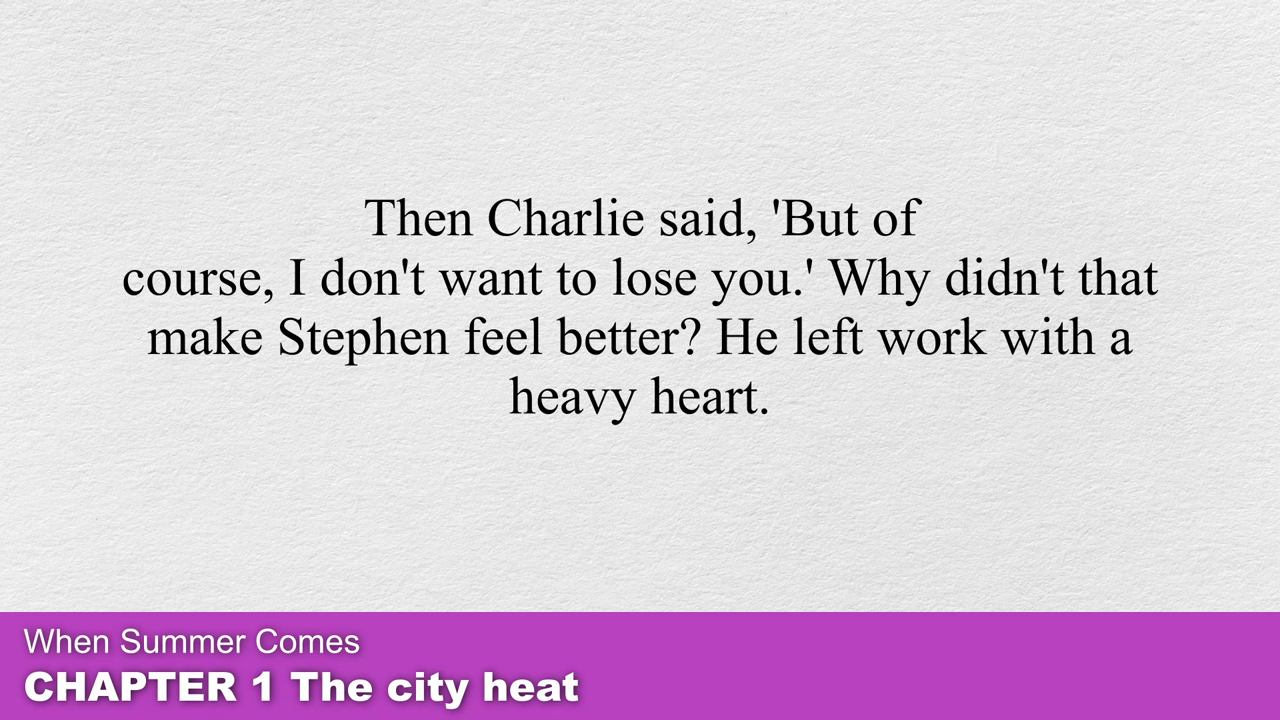 Then Charlie said, 'But of
course, I don't want to lose you.' Why didn't that
make Stephen feel better? He left work with a
heavy heart.
When Summer Comes
CHAPTER 1 The city heat